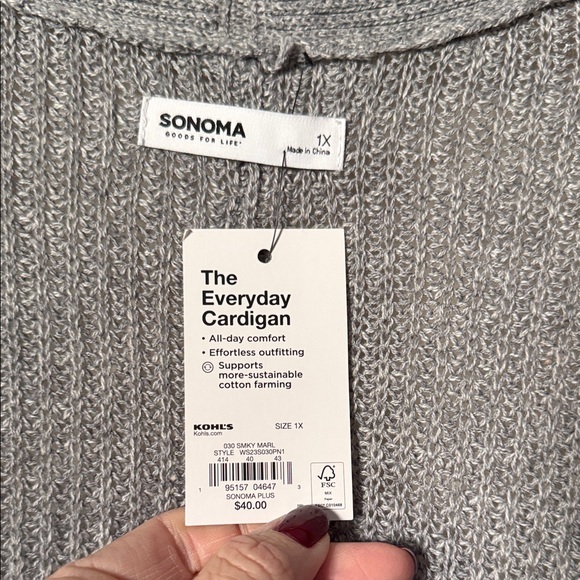 SONOMA
GOODS FOR LIFE
1X
Made in China
The
Everyday
Cardigan
• All-day comfort
• Effortless outfitting
Supports
more-sustainable
cotton farming
KOHL'S
Kohls.com
SIZE 1X
030 SMKY MARL
STYLE WS23S030PN1
414 40 43
1 95157 04647 3
SONOMA PLUS
$40.00
FSC
MIX
Paper